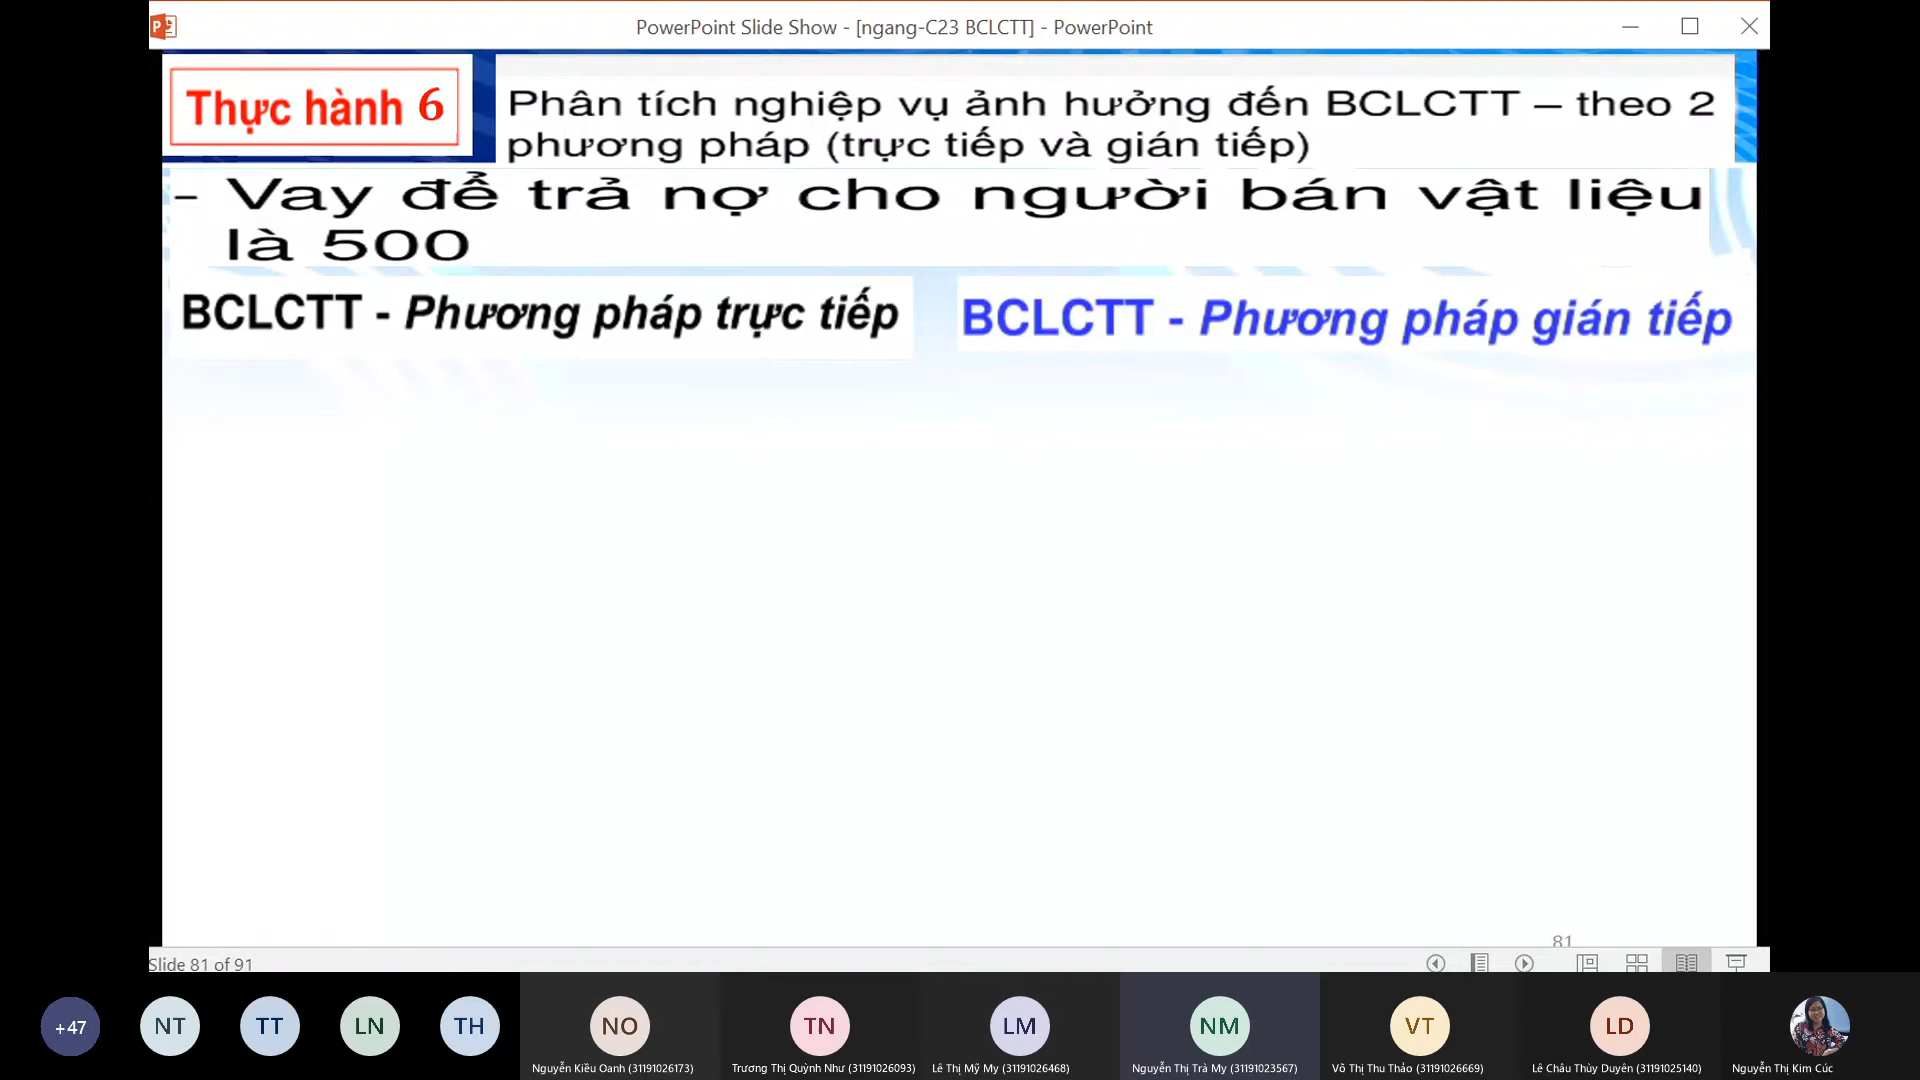 PowerPoint Slide Show - [ngang-C23 BCLCTT] - PowerPoint
Thực hành 6
Phân tích nghiệp vụ ảnh hưởng đến BCLCTT – theo 2
phương pháp (trực tiếp và gián tiếp)
- Vay để trả nợ cho người bán vật liệu
là 500
BCLCTT - Phương pháp trực tiếp
BCLCTT - Phương pháp gián tiếp
81
Slide 81 of 91
+47
NT
TT
LN
TH
NO
TN
LM
NM
VT
LD
Nguyễn Kiều Oanh (31191026173)
Trương Thị Quỳnh Như (31191026093)
Lê Thị Mỹ My (31191026468)
Nguyễn Thị Trà My (31191023567)
Võ Thị Thu Thảo (31191026669)
Lê Châu Thùy Duyên (31191025140)
Nguyễn Thị Kim Cúc